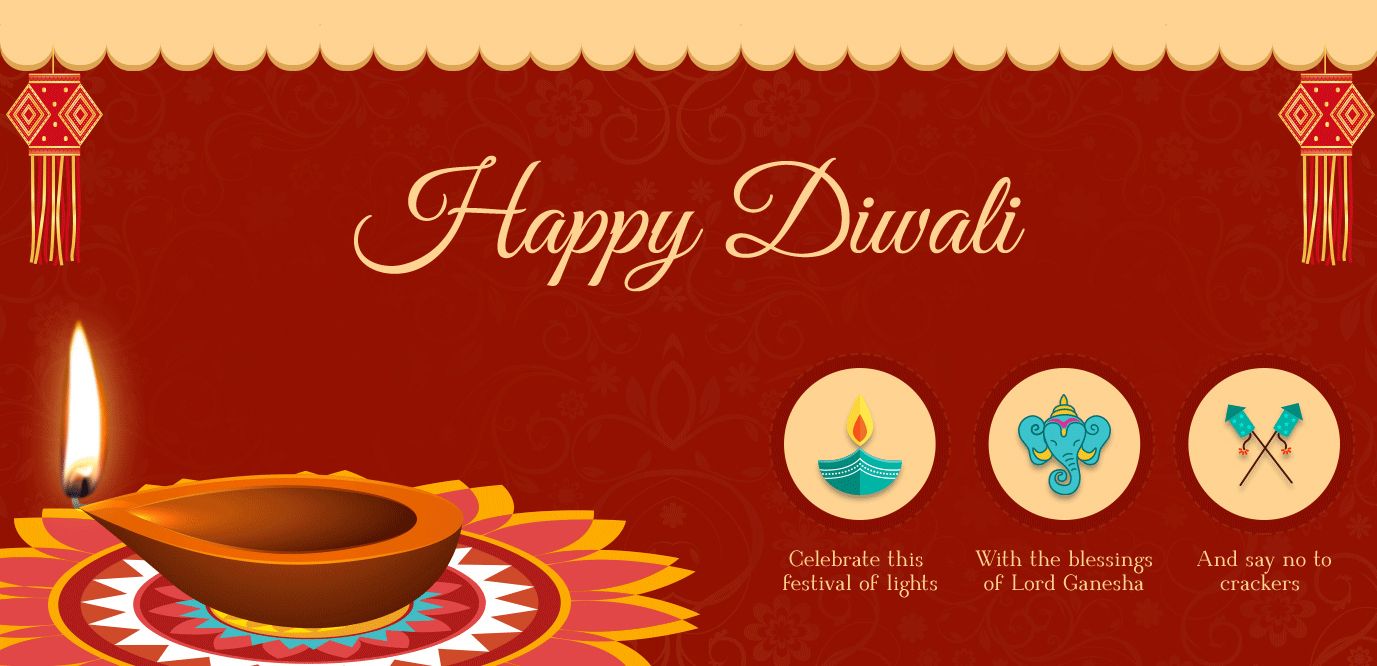 Happy Diwali
Celebrate this
festival of lights
With the blessings
of Lord Ganesha
And say no to
crackers